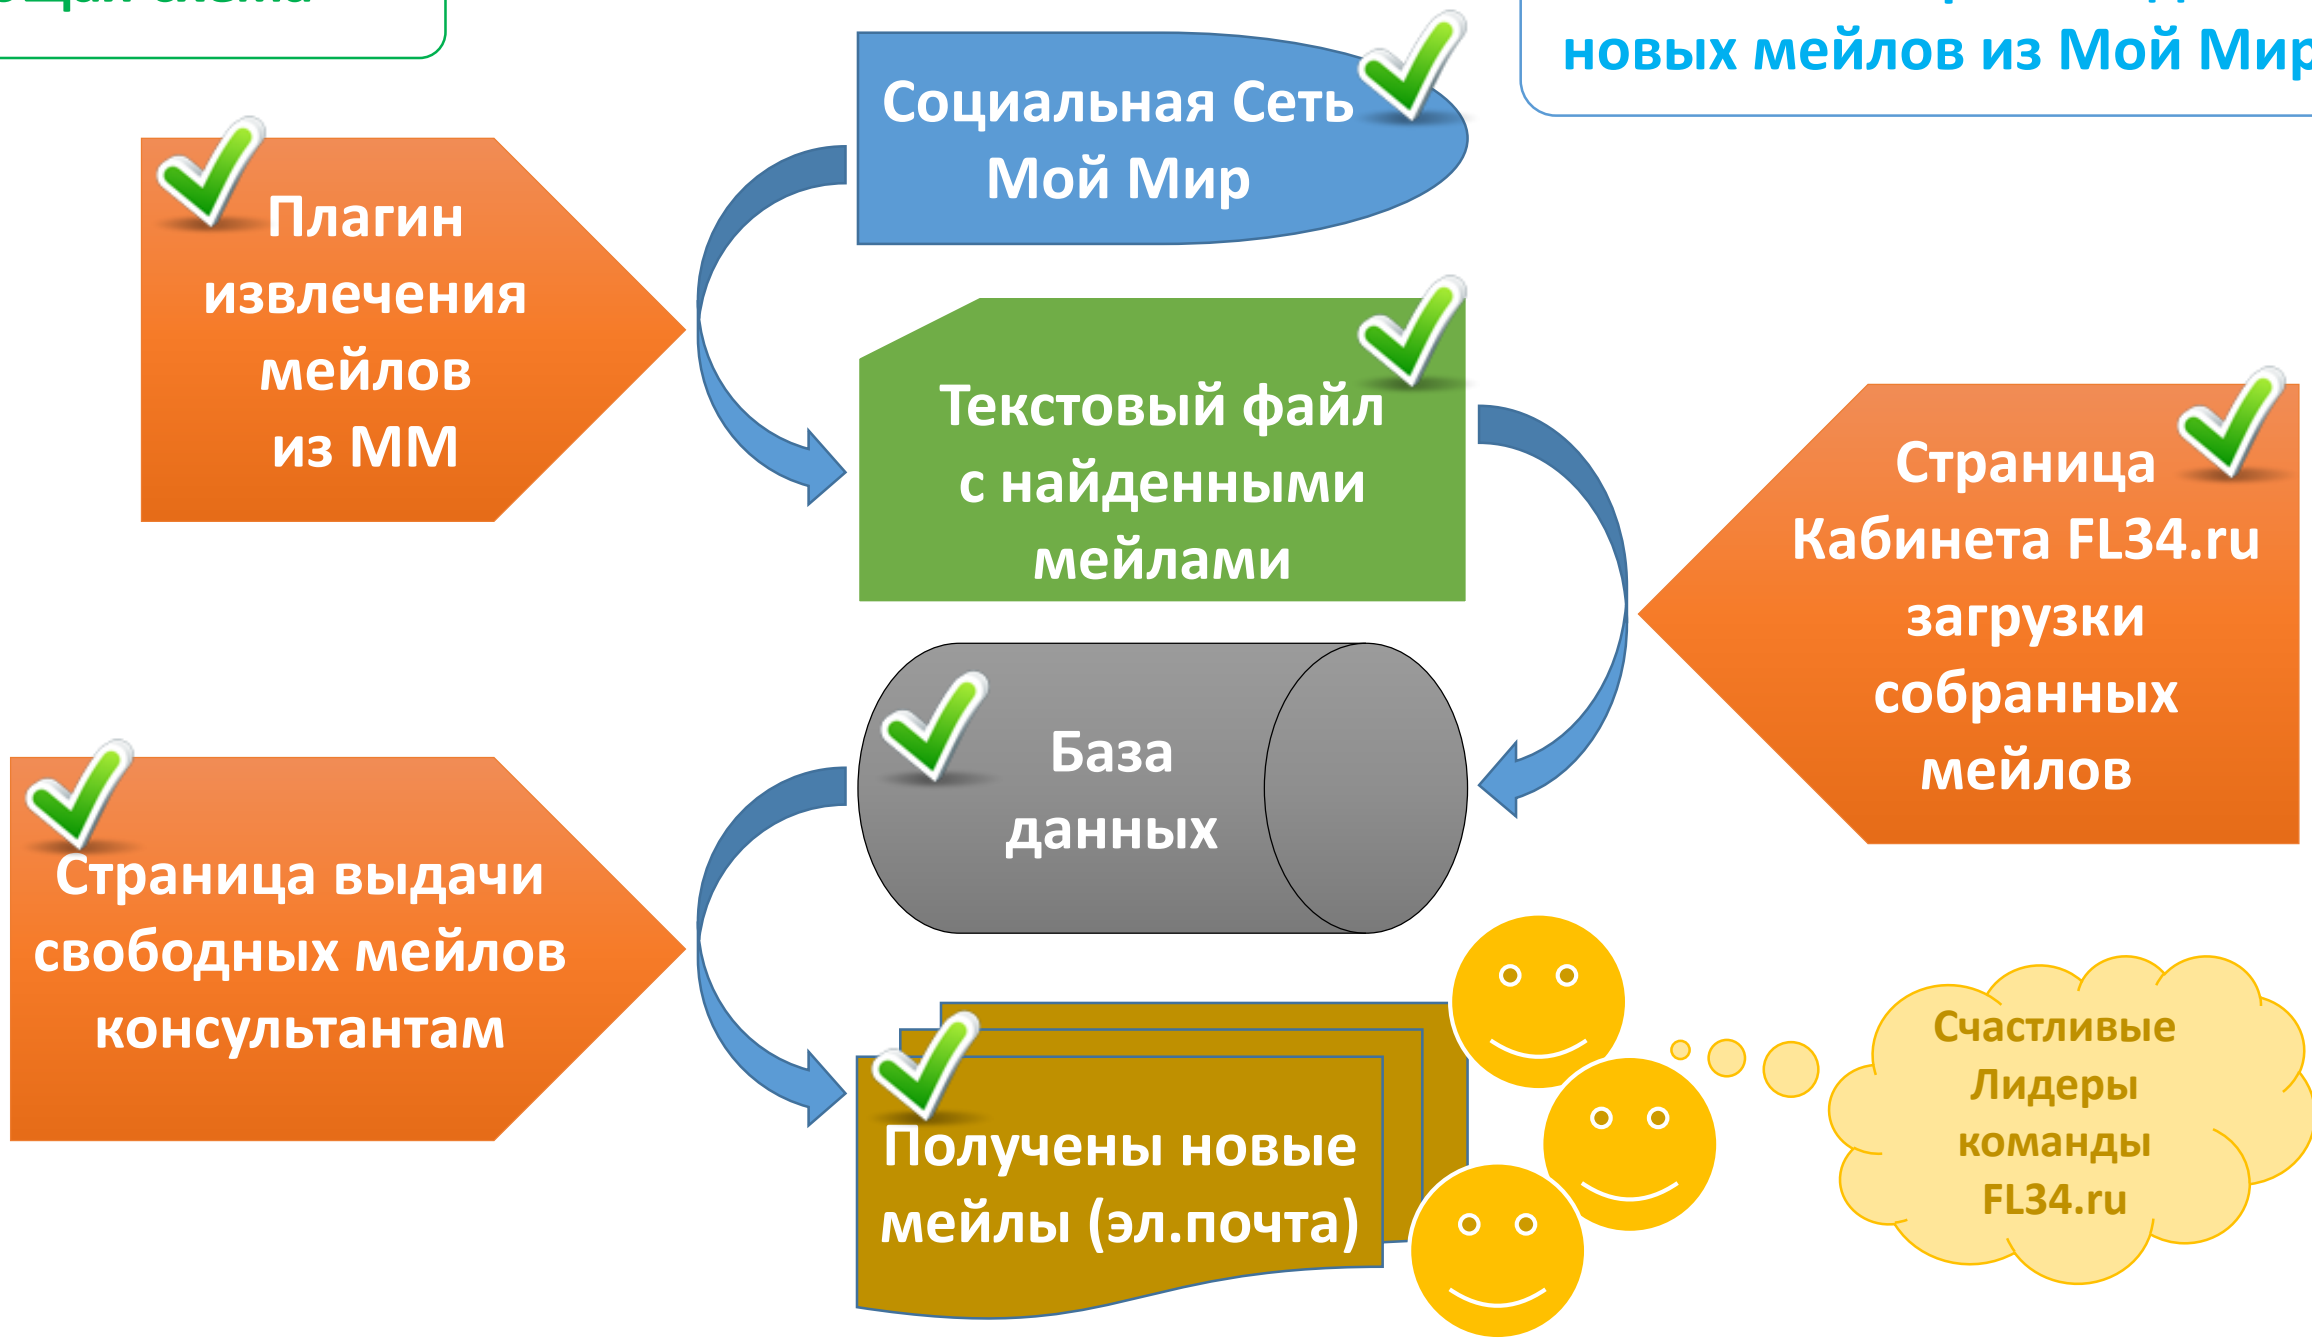 новых мейлов из Мой Мир
Социальная Сеть
Мой Мир
Плагин
извлечения
мейлов
из ММ
Текстовый файл
с найденными
мейлами
Страница
Кабинета FL34.ru
загрузки
собранных
мейлов
База
данных
Страница выдачи
свободных мейлов
консультантам
Получены новые
мейлы (эл.почта)
Счастливые
Лидеры
команды
FL34.ru